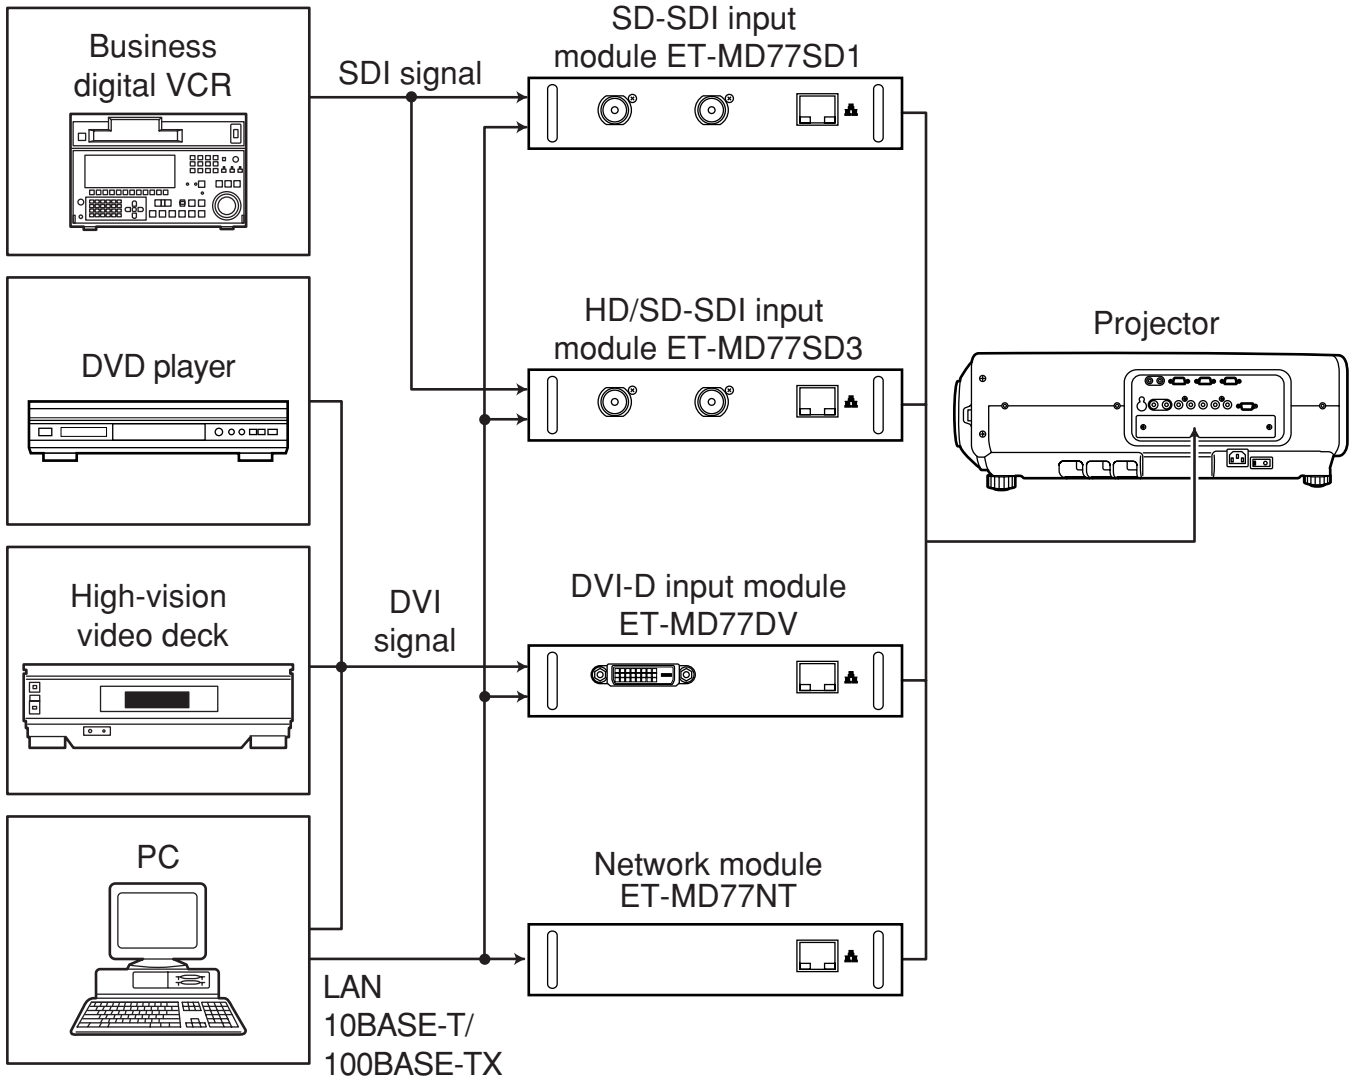 Business
digital VCR
SDI signal
SD-SDI input
module ET-MD77SD1
DVD player
HD/SD-SDI input
module ET-MD77SD3
Projector
High-vision
video deck
DVI
signal
DVI-D input module
ET-MD77DV
PC
LAN
10BASE-T/
100BASE-TX
Network module
ET-MD77NT